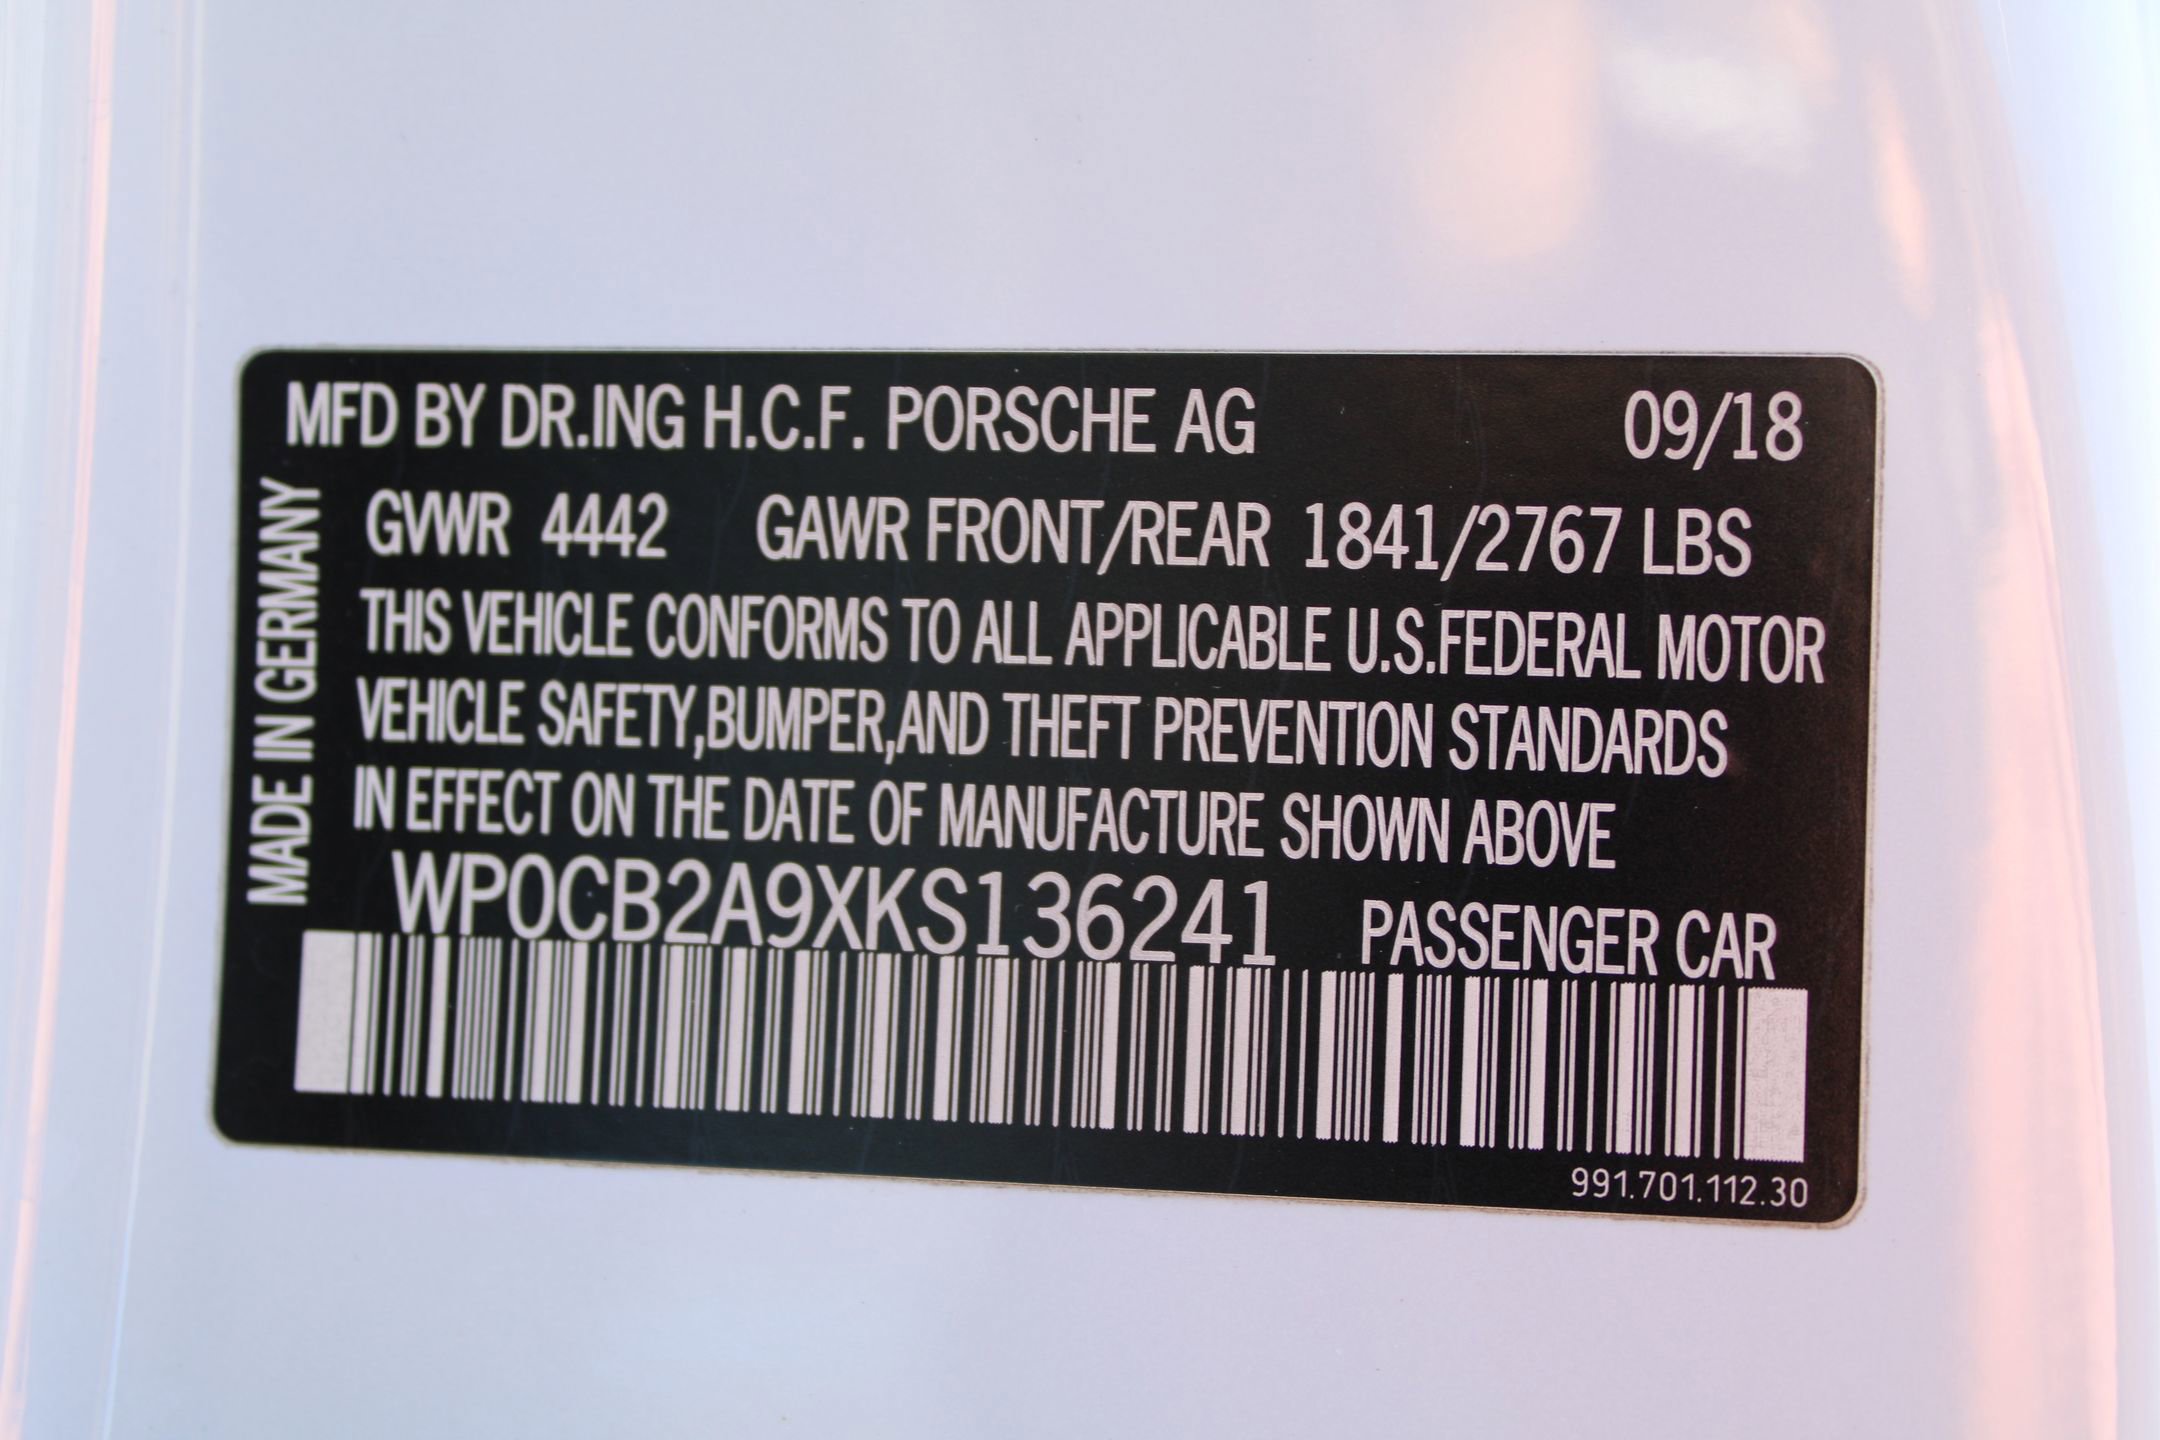 MFD BY DR.ING H.C.F. PORSCHE AG 09/18
MADE IN GERMANY
GVWR 4442 GAWR FRONT/REAR 1841/2767 LBS
THIS VEHICLE CONFORMS TO ALL APPLICABLE U.S.FEDERAL MOTOR
VEHICLE SAFETY,BUMPER,AND THEFT PREVENTION STANDARDS
IN EFFECT ON THE DATE OF MANUFACTURE SHOWN ABOVE
WP0CB2A9XKS136241 PASSENGER CAR
991.701.112.30